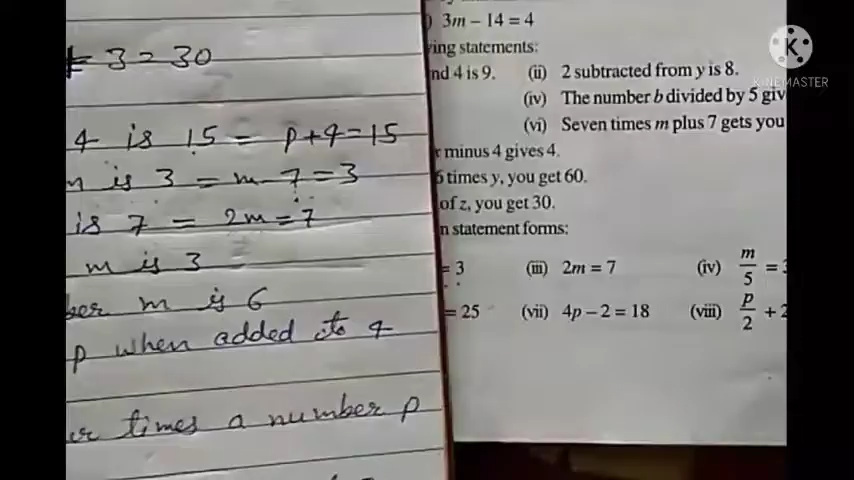 = 3 = 30
4 is 15 = p+4=15
is 3 = m-7=3
is 7 = 2m=7
m is 3
ber m is 6
p when added to 4
times a number p
) 3m – 14 = 4
ing statements:
nd 4 is 9. (ii) 2 subtracted from y is 8.
(iv) The number b divided by 5 giv
(vi) Seven times m plus 7 gets you
minus 4 gives 4.
6 times y, you get 60.
of z, you get 30.
n statement forms:
= 3 (iii) 2m = 7 (iv) m/5 = 3
= 25 (vii) 4p – 2 = 18 (viii) p/2 + 2
K
KINEMASTER